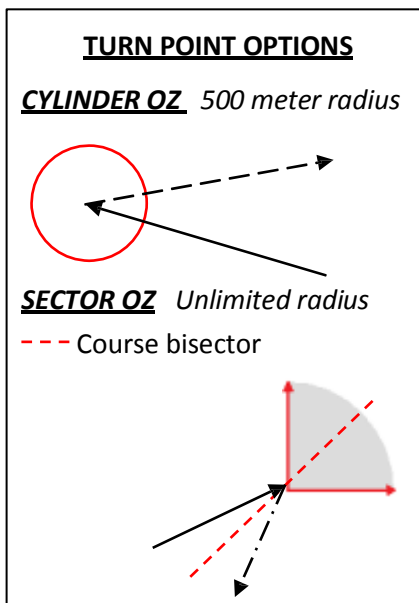 TURN POINT OPTIONS
CYLINDER OZ 500 meter radius
SECTOR OZ Unlimited radius
Course bisector